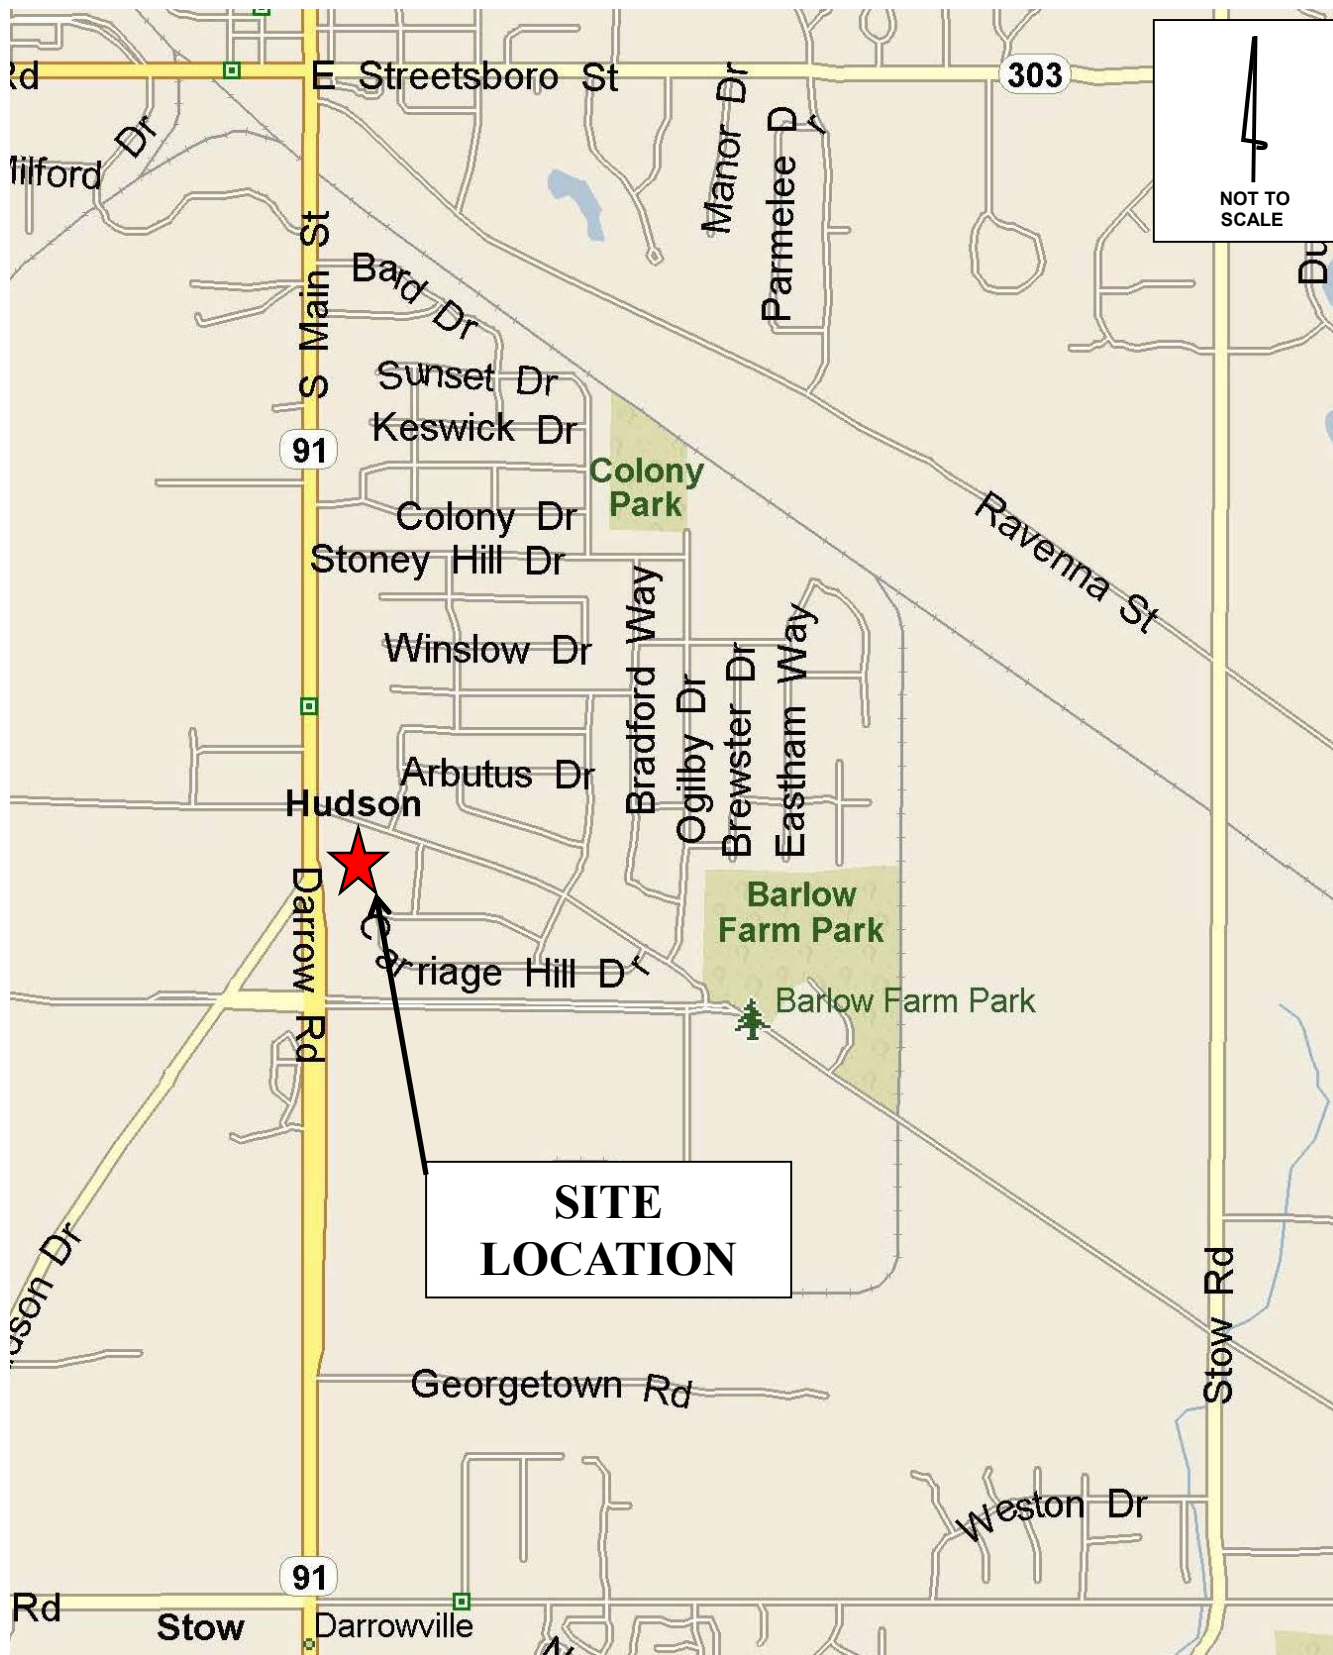 Rd
E Streetsboro St
303
NOT TO
SCALE
Dr
Milford
Manor Dr
Parmelee Dr
S Main St
Bard Dr
Sunset Dr
Keswick Dr
91
Colony
Park
Colony Dr
Ravenna St
Stoney Hill Dr
Winslow Dr
Bradford Way
Ogilby Dr
Brewster Dr
Eastham Way
Arbutus Dr
Hudson
Darrow Rd
Barlow
Farm Park
Carriage Hill Dr
Barlow Farm Park
SITE
LOCATION
Stow Rd
Georgetown Rd
Weston Dr
91
Rd
Stow
Darrowville